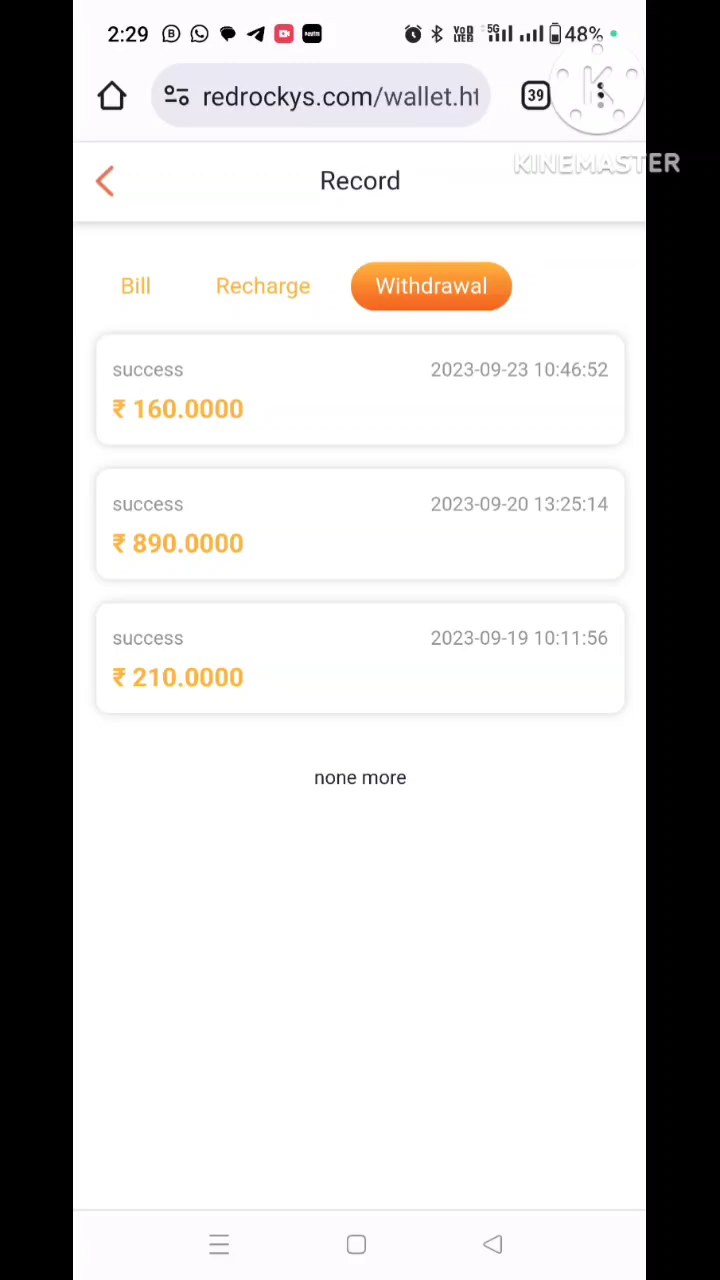 2:29
48%
redrockys.com/wallet.ht
39
KINEMASTER
Record
Bill Recharge Withdrawal
success 2023-09-23 10:46:52
₹ 160.0000
success 2023-09-20 13:25:14
₹ 890.0000
success 2023-09-19 10:11:56
₹ 210.0000
none more